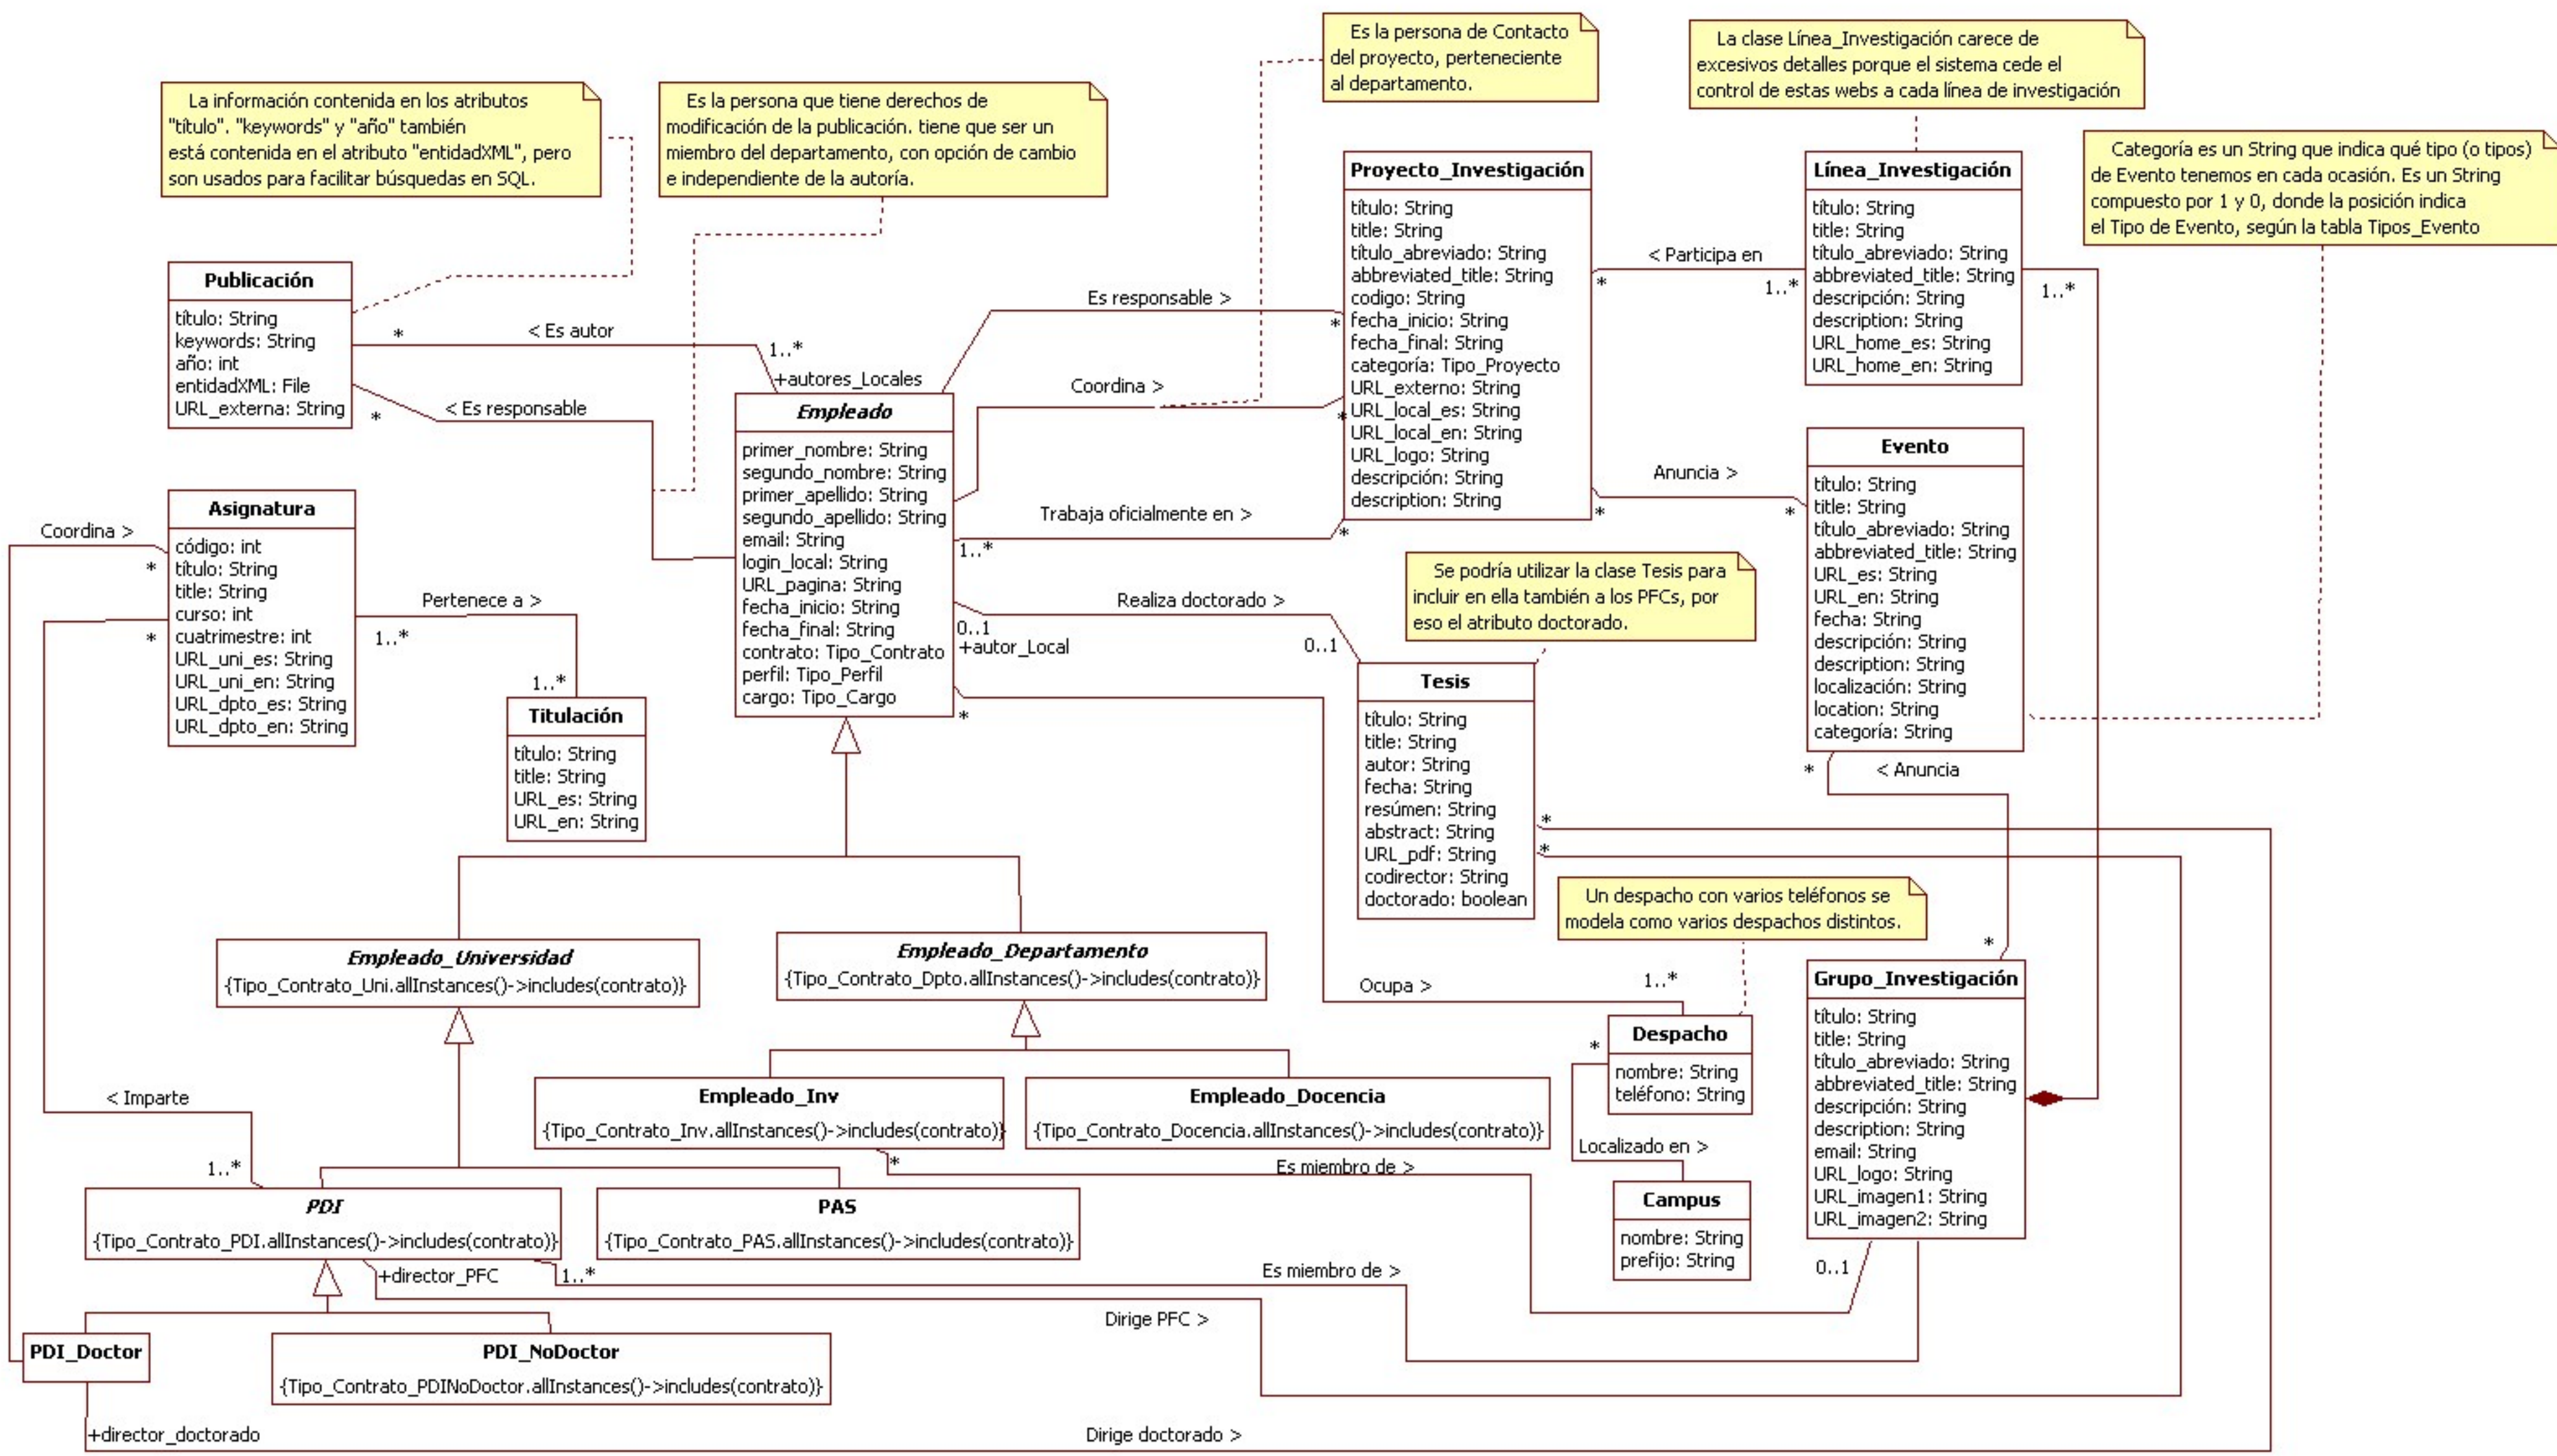 Es la persona de Contacto
del proyecto, perteneciente
al departamento.
La clase Línea_Investigación carece de
excesivos detalles porque el sistema cede el
control de estas webs a cada línea de investigación
La información contenida en los atributos
"título". "keywords" y "año" también
está contenida en el atributo "entidadXML", pero
son usados para facilitar búsquedas en SQL.
Es la persona que tiene derechos de
modificación de la publicación. tiene que ser un
miembro del departamento, con opción de cambio
e independiente de la autoría.
Categoría es un String que indica qué tipo (o tipos)
de Evento tenemos en cada ocasión. Es un String
compuesto por 1 y 0, donde la posición indica
el Tipo de Evento, según la tabla Tipos_Evento
Proyecto_Investigación
título: String
title: String
título_abreviado: String
abbreviated_title: String
codigo: String
fecha_inicio: String
fecha_final: String
categoría: Tipo_Proyecto
URL_externo: String
URL_local_es: String
URL_local_en: String
URL_logo: String
descripción: String
description: String
< Participa en
*
1..*
Línea_Investigación
título: String
title: String
título_abreviado: String
abbreviated_title: String
descripción: String
description: String
URL_home_es: String
URL_home_en: String
1..*
Publicación
título: String
keywords: String
año: int
entidadXML: File
URL_externa: String
*
< Es autor
1..*
+autores_Locales
*
< Es responsable
Es responsable >
*
Coordina >
*
Trabaja oficialmente en >
1..*
*
Empleado
primer_nombre: String
segundo_nombre: String
primer_apellido: String
segundo_apellido: String
email: String
login_local: String
URL_pagina: String
fecha_inicio: String
fecha_final: String
contrato: Tipo_Contrato
perfil: Tipo_Perfil
cargo: Tipo_Cargo
Anuncia >
*
*
Evento
título: String
title: String
título_abreviado: String
abbreviated_title: String
URL_es: String
URL_en: String
fecha: String
descripción: String
description: String
localización: String
location: String
categoría: String
Coordina >
*
*
Asignatura
código: int
título: String
title: String
curso: int
cuatrimestre: int
URL_uni_es: String
URL_uni_en: String
URL_dpto_es: String
URL_dpto_en: String
Pertenece a >
1..*
1..*
Titulación
título: String
title: String
URL_es: String
URL_en: String
Se podría utilizar la clase Tesis para
incluir en ella también a los PFCs, por
eso el atributo doctorado.
Realiza doctorado >
0..1
+autor_Local
0..1
*
Tesis
título: String
title: String
autor: String
fecha: String
resúmen: String
abstract: String
URL_pdf: String
codirector: String
doctorado: boolean
*
*
*
< Anuncia
*
Un despacho con varios teléfonos se
modela como varios despachos distintos.
Empleado_Universidad
{Tipo_Contrato_Uni.allInstances()->includes(contrato)}
Empleado_Departamento
{Tipo_Contrato_Dpto.allInstances()->includes(contrato)}
Ocupa >
1..*
Despacho
nombre: String
teléfono: String
*
Localizado en >
Campus
nombre: String
prefijo: String
Grupo_Investigación
título: String
title: String
título_abreviado: String
abbreviated_title: String
descripción: String
description: String
email: String
URL_logo: String
URL_imagen1: String
URL_imagen2: String
0..1
Empleado_Inv
{Tipo_Contrato_Inv.allInstances()->includes(contrato)}
Empleado_Docencia
{Tipo_Contrato_Docencia.allInstances()->includes(contrato)}
*
Es miembro de >
< Imparte
1..*
PDI
{Tipo_Contrato_PDI.allInstances()->includes(contrato)}
PAS
{Tipo_Contrato_PAS.allInstances()->includes(contrato)}
+director_PFC
1..*
Es miembro de >
Dirige PFC >
PDI_Doctor
PDI_NoDoctor
{Tipo_Contrato_PDINoDoctor.allInstances()->includes(contrato)}
+director_doctorado
Dirige doctorado >